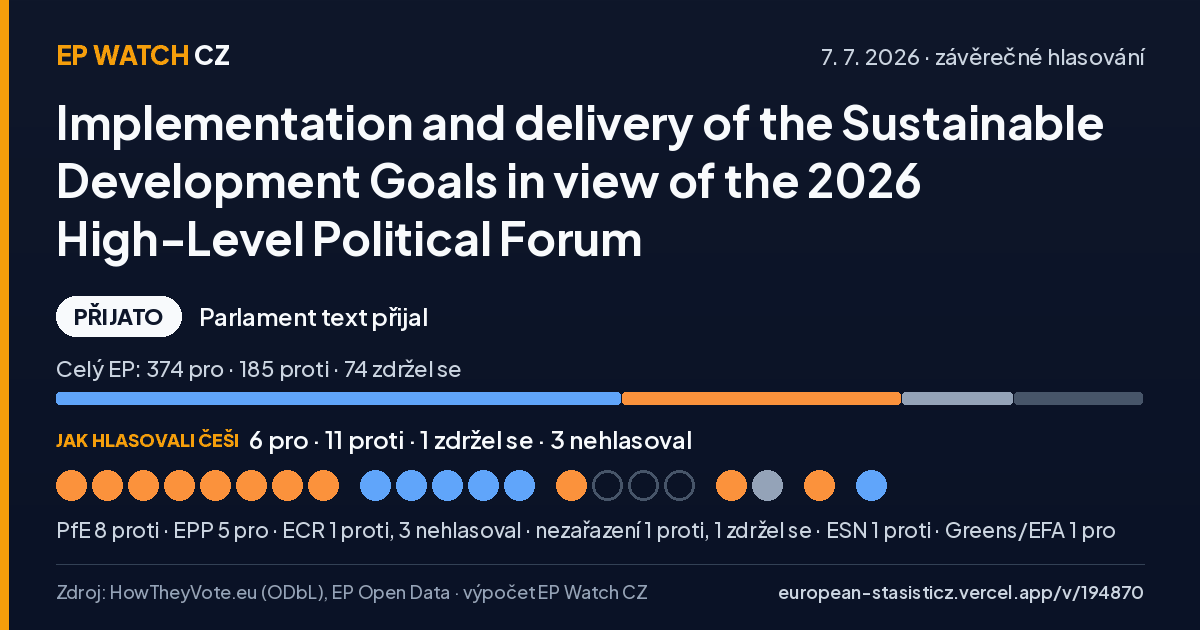 EP WATCH CZ
7. 7. 2026 · závěrečné hlasování
Implementation and delivery of the Sustainable
Development Goals in view of the 2026
High-Level Political Forum
PŘIJATO Parlament text přijal
Celý EP: 374 pro · 185 proti · 74 zdržel se
JAK HLASOVALI ČEŠI 6 pro · 11 proti · 1 zdržel se · 3 nehlasoval
PfE 8 proti · EPP 5 pro · ECR 1 proti, 3 nehlasoval · nezařazení 1 proti, 1 zdržel se · ESN 1 proti · Greens/EFA 1 pro
Zdroj: HowTheyVote.eu (ODbL), EP Open Data · výpočet EP Watch CZ
european-stasisticz.vercel.app/v/194870